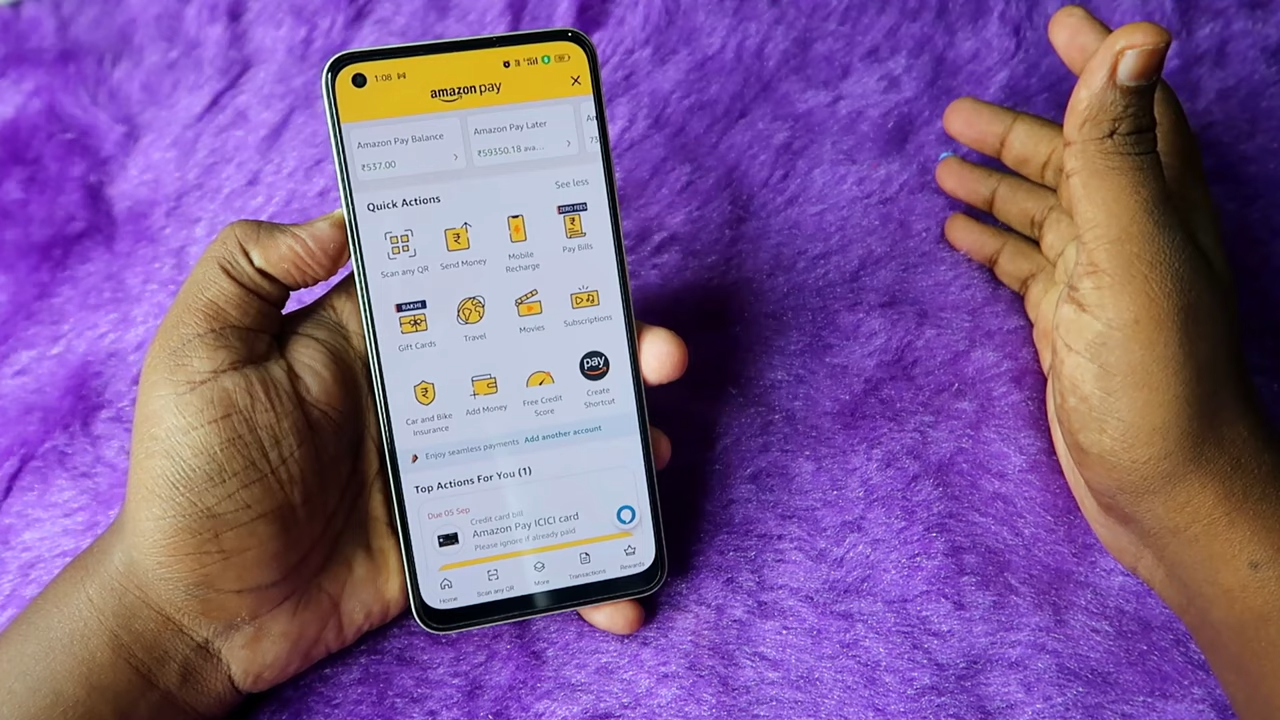 1:08
amazon pay
Amazon Pay Balance
₹537.00
Amazon Pay Later
₹59350.18 ava...
See less
Quick Actions
Scan any QR
Send Money
Mobile
Recharge
ZERO FEES
Pay Bills
RAKHI
Gift Cards
Travel
Movies
Subscriptions
Car and Bike
Insurance
Add Money
Free Credit
Score
pay
Create
Shortcut
Enjoy seamless payments Add another account
Top Actions For You (1)
Due 05 Sep
Credit card bill
Amazon Pay ICICI card
Please ignore if already paid
Home
Scan any QR
More
Transactions
Rewards